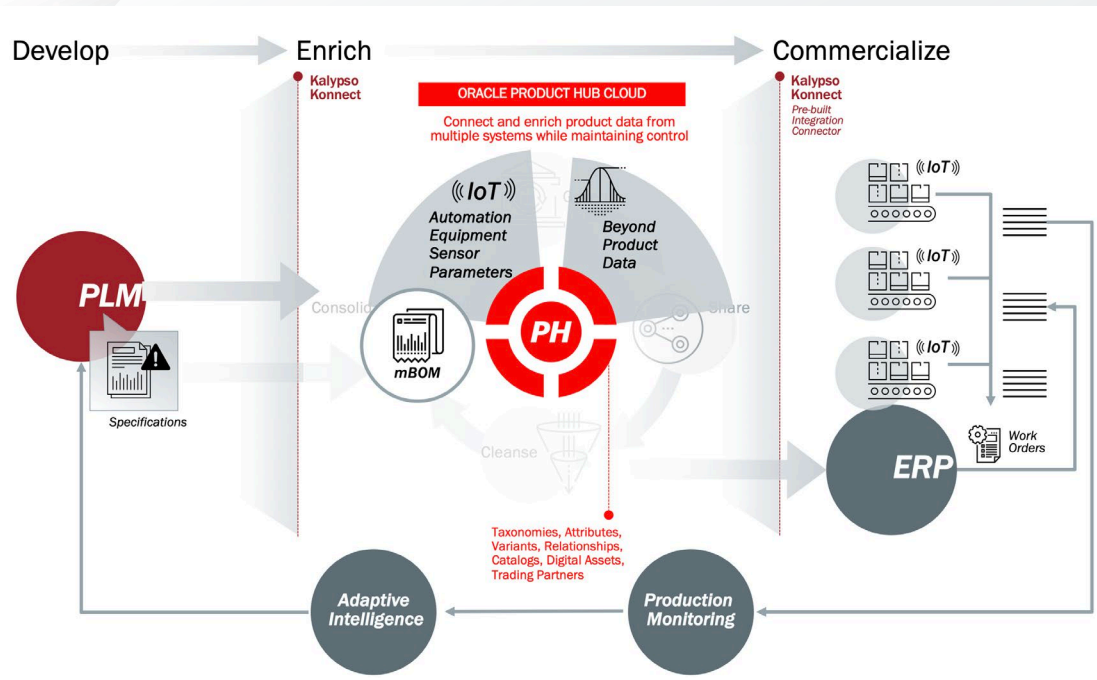 Develop
Enrich
Commercialize
Kalypso
Konnect
ORACLE PRODUCT HUB CLOUD
Connect and enrich product data from
multiple systems while maintaining control
Kalypso
Konnect
Pre-built
Integration
Connector
IoT
Automation
Equipment
Sensor
Parameters
Beyond
Product
Data
IoT
IoT
IoT
PLM
Specifications
Consolid
mBOM
PH
Share
Cleanse
ERP
Work
Orders
Taxonomies, Attributes,
Variants, Relationships,
Catalogs, Digital Assets,
Trading Partners
Adaptive
Intelligence
Production
Monitoring